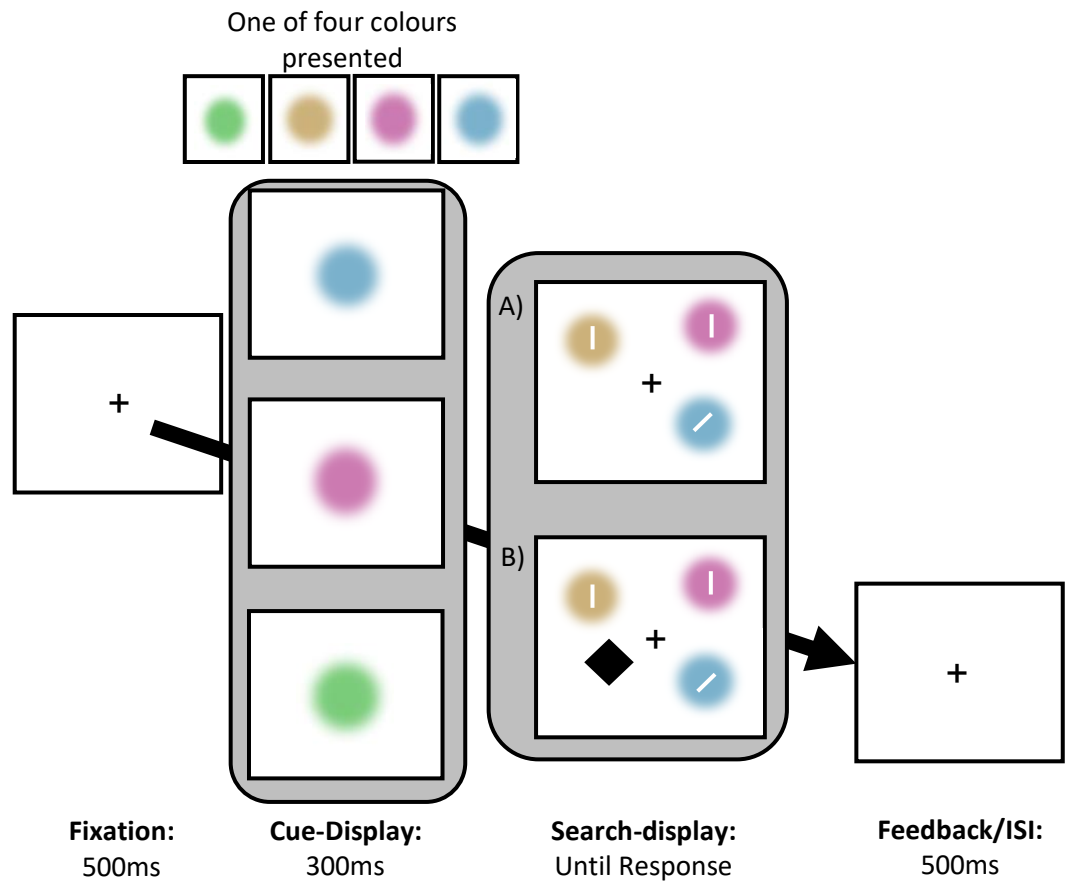 One of four colours
presented
A)
B)
Fixation:
500ms
Cue-Display:
300ms
Search-display:
Until Response
Feedback/ISI:
500ms